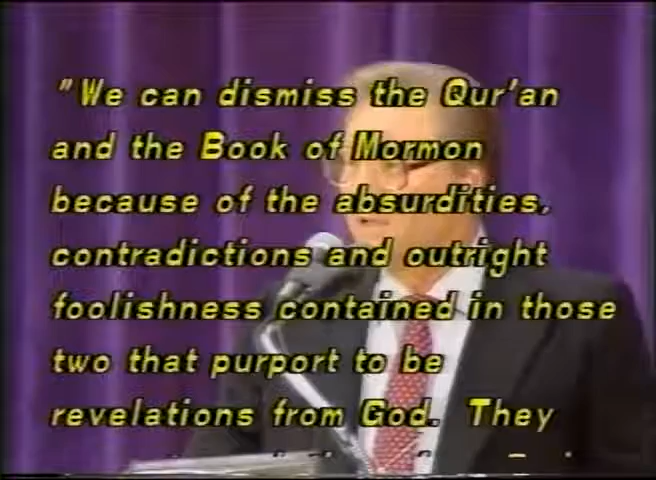 "We can dismiss the Qur'an
and the Book of Mormon
because of the absurdities,
contradictions and outright
foolishness contained in those
two that purport to be
revelations from God. They